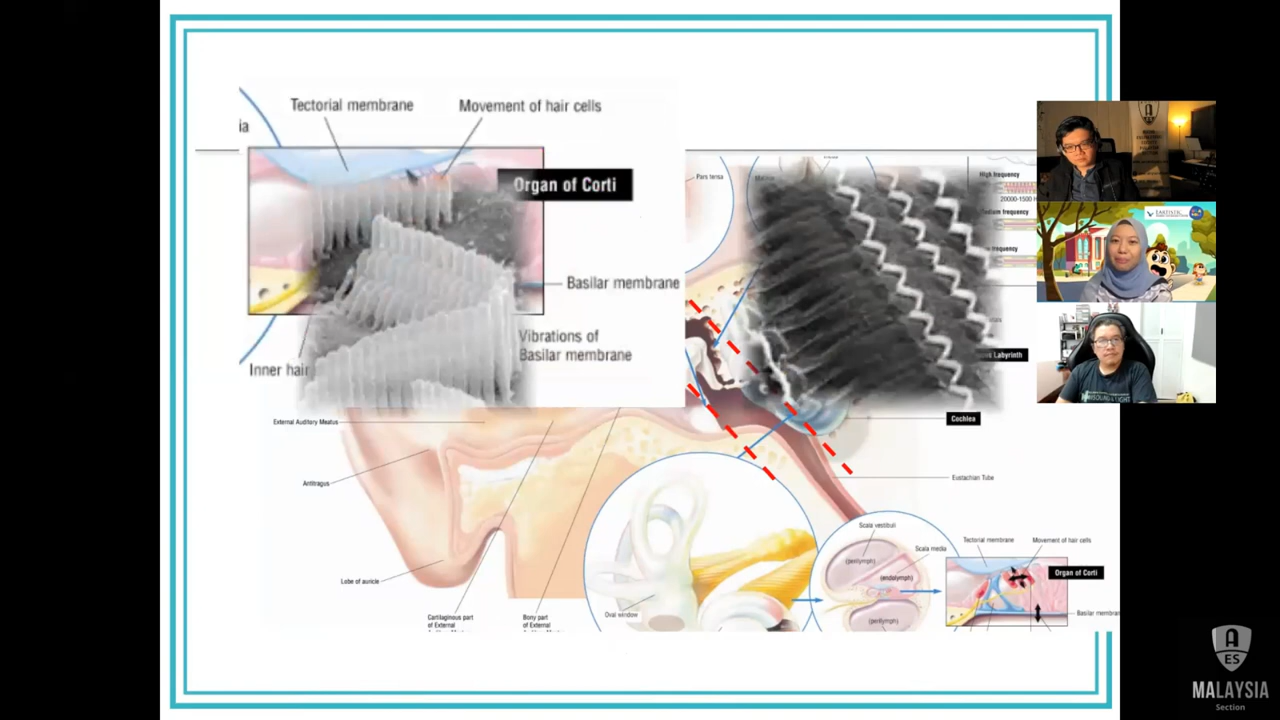 Tectorial membrane
Movement of hair cells
ia
Organ of Corti
Basilar membrane
Vibrations of
Basilar membrane
Inner hair
Pars tensa
High frequency
20000-1500 H
frequency
frequency
Labyrinth
Cochlea
Eustachian Tube
External Auditory Meatus
Antitragus
Lobe of auricle
Cartilaginous part
of External
Bony part
of External
Oval window
Scala vestibuli
(perilymph)
Scala media
(endolymph)
(perilymph)
Tectorial membrane
Movement of hair cells
Organ of Corti
Basilar membran
EARTISTIC
AES
MALAYSIA
Section